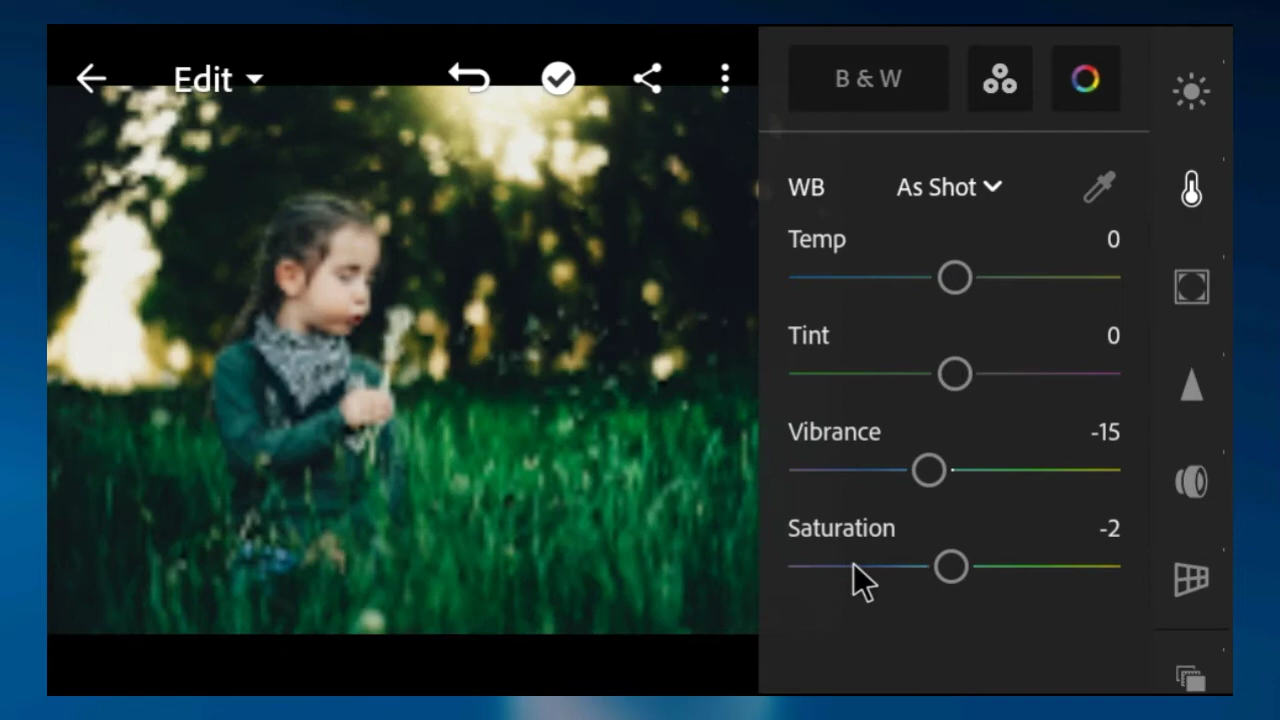 Edit
B & W
WB As Shot
Temp 0
Tint 0
Vibrance -15
Saturation -2